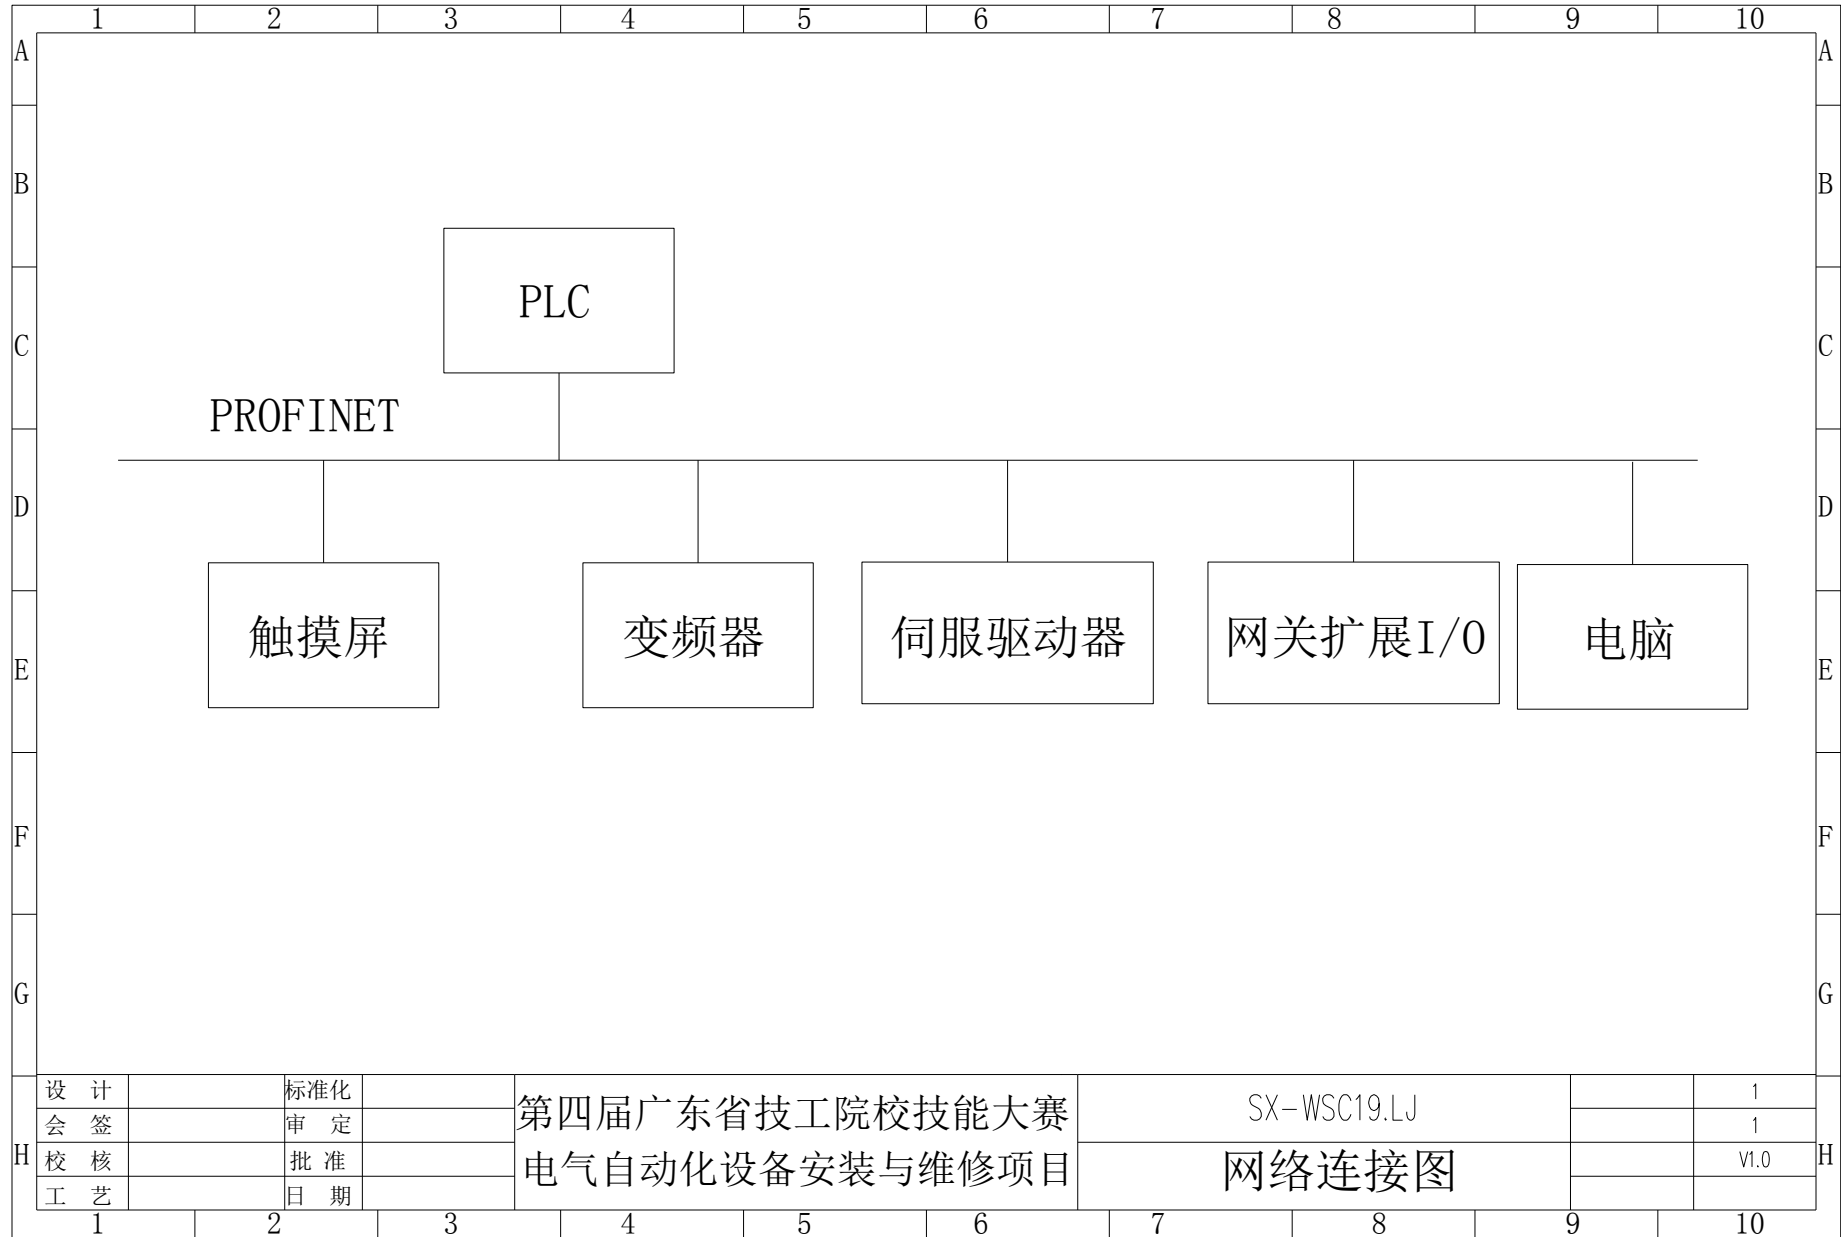 1 2 3 4 5 6 7 8 9 10
A A
B B
PLC
C C
PROFINET
D D
触摸屏 变频器 伺服驱动器 网关扩展I/O 电脑
E E
F F
G G
设 计 标准化 第四届广东省技工院校技能大赛 SX-WSC19.LJ 1
会 签 审 定 1
H 校 核 批 准 电气自动化设备安装与维修项目 网络连接图 V1.0 H
工 艺 日 期
1 2 3 4 5 6 7 8 9 10